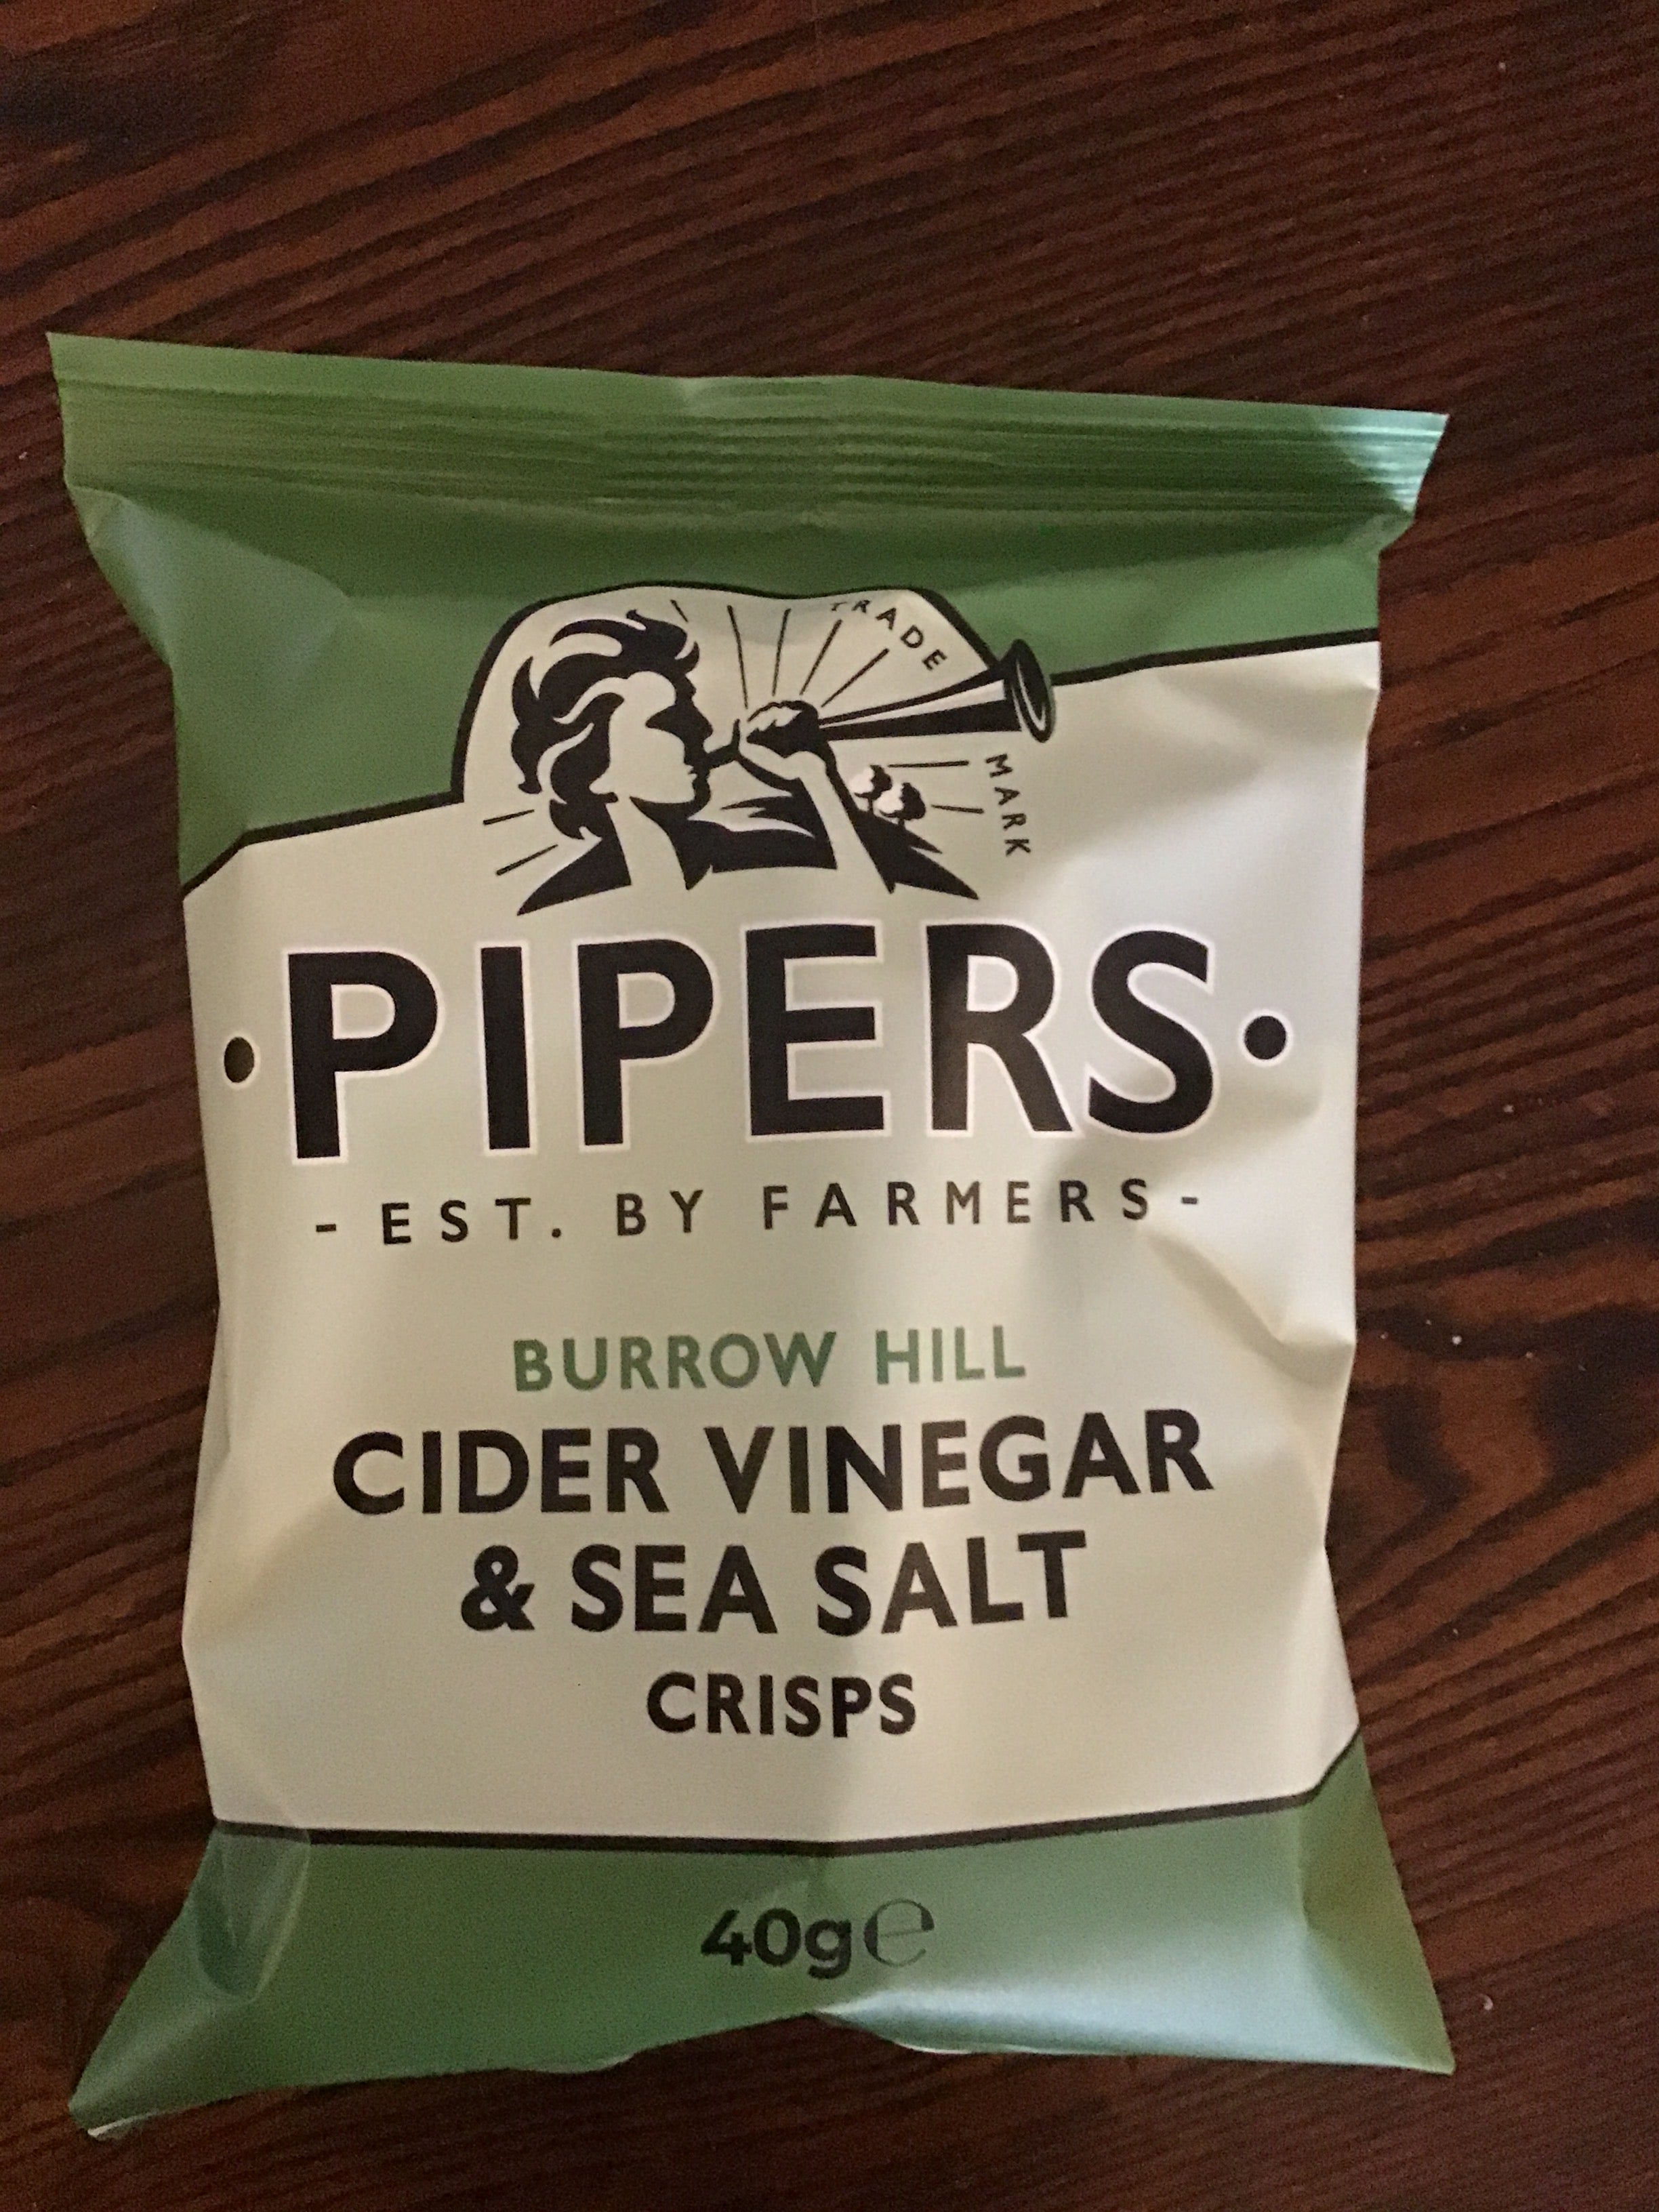 TRADE
MARK
•PIPERS•
- EST. BY FARMERS -
BURROW HILL
CIDER VINEGAR
& SEA SALT
CRISPS
40g℮